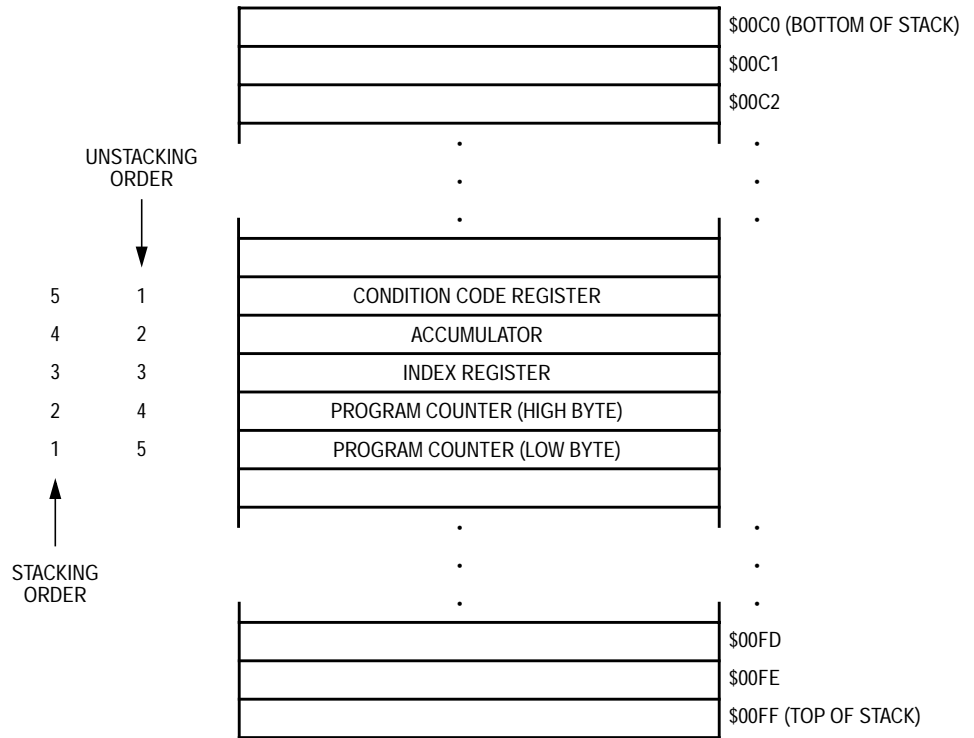 $00C0 (BOTTOM OF STACK)
$00C1
$00C2
UNSTACKING
ORDER
5 1 CONDITION CODE REGISTER
4 2 ACCUMULATOR
3 3 INDEX REGISTER
2 4 PROGRAM COUNTER (HIGH BYTE)
1 5 PROGRAM COUNTER (LOW BYTE)
STACKING
ORDER
$00FD
$00FE
$00FF (TOP OF STACK)